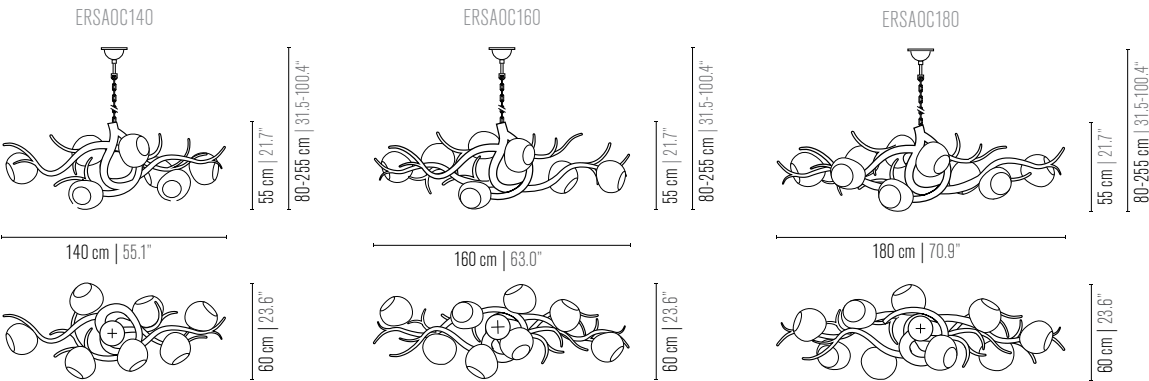 ERSAOC140
55 cm | 21.7"
80-255 cm | 31.5-100.4"
140 cm | 55.1"
60 cm | 23.6"
ERSAOC160
55 cm | 21.7"
80-255 cm | 31.5-100.4"
160 cm | 63.0"
60 cm | 23.6"
ERSAOC180
55 cm | 21.7"
80-255 cm | 31.5-100.4"
180 cm | 70.9"
60 cm | 23.6"